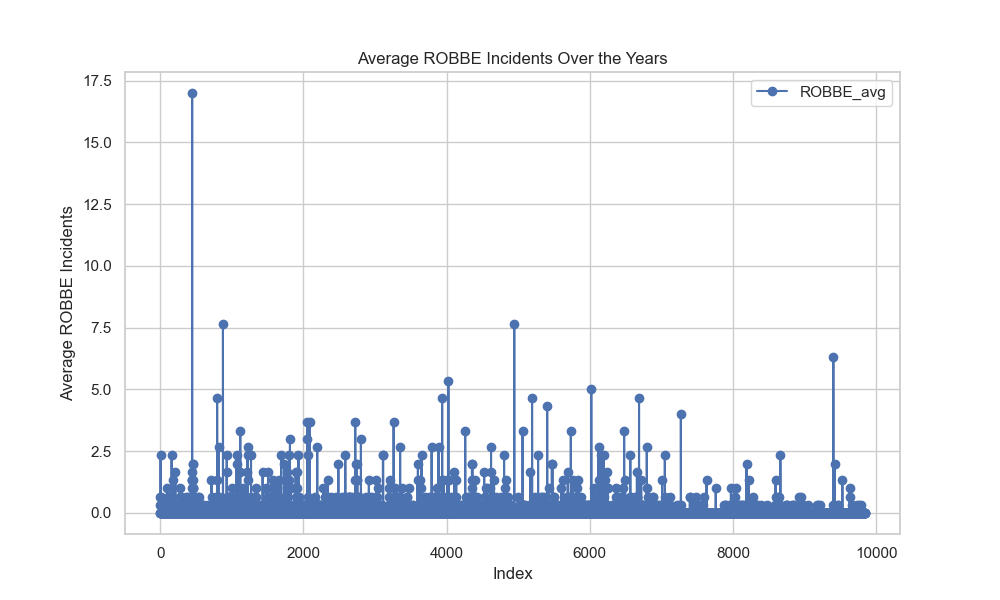 Average ROBBE Incidents Over the Years
ROBBE_avg
Average ROBBE Incidents
17.5
15.0
12.5
10.0
7.5
5.0
2.5
0.0
0 2000 4000 6000 8000 10000
Index